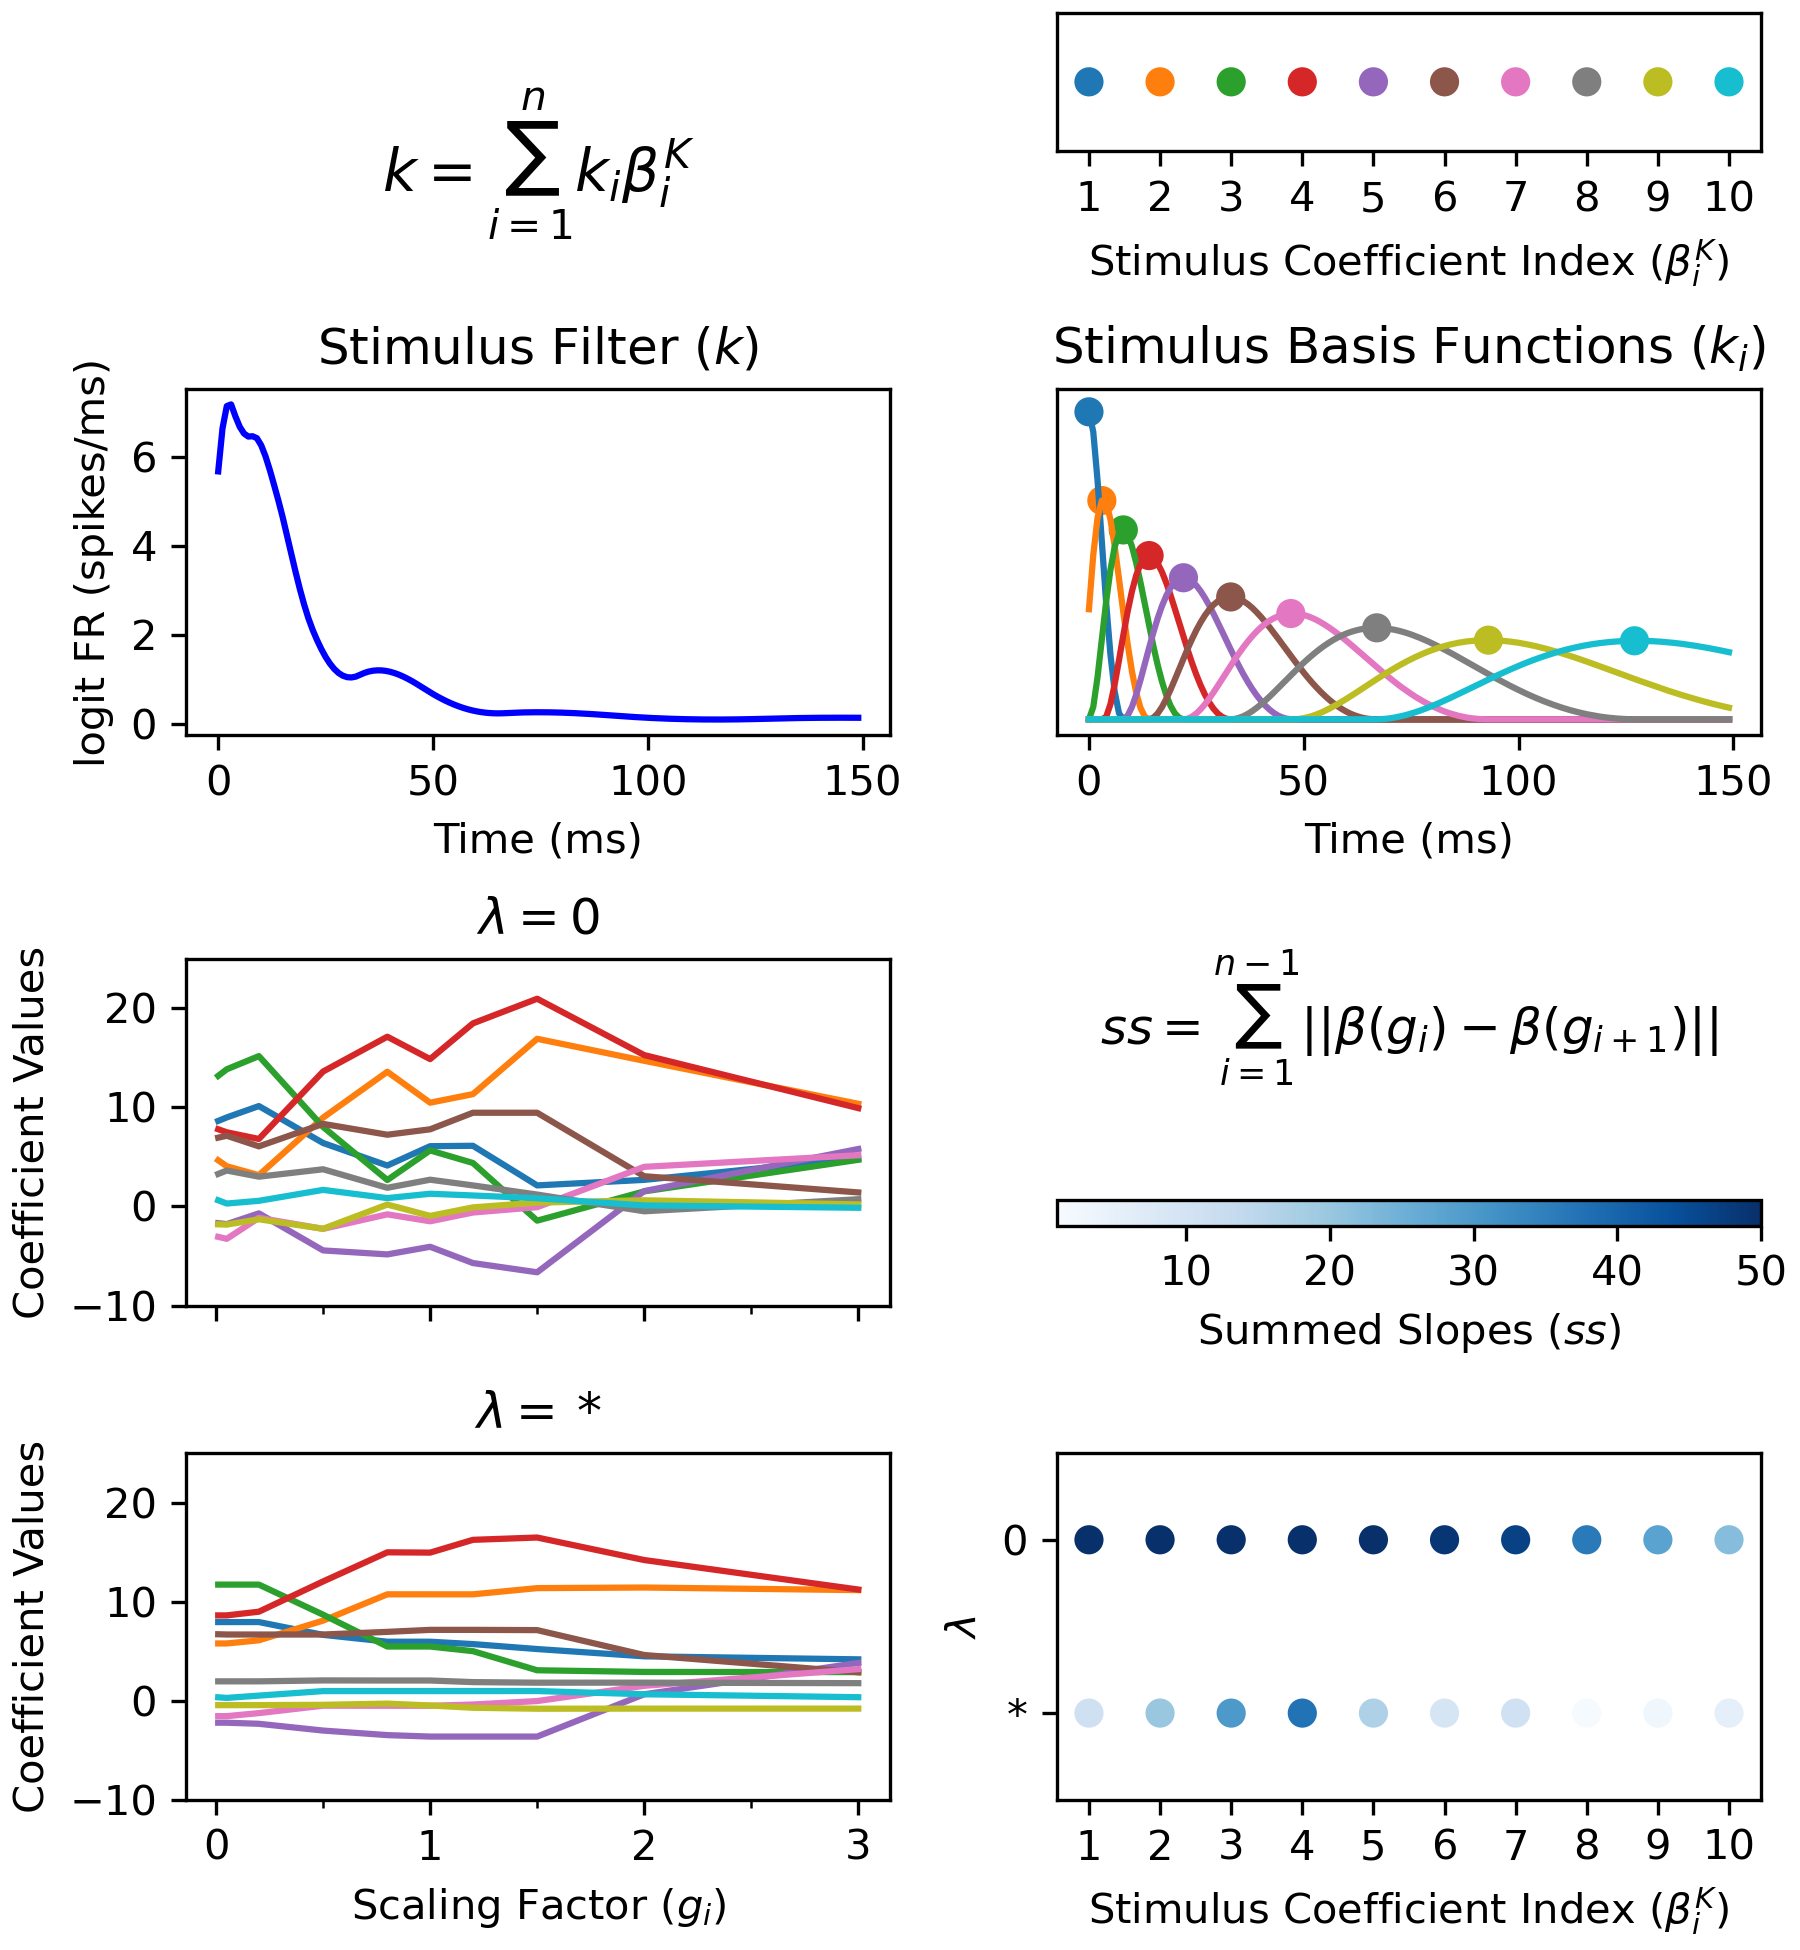 k = ∑_{i=1}^{n} k_i β_i^K
1 2 3 4 5 6 7 8 9 10
Stimulus Coefficient Index (β_i^K)
Stimulus Filter (k)
logit FR (spikes/ms)
6
4
2
0
0 50 100 150
Time (ms)
Stimulus Basis Functions (k_i)
0 50 100 150
Time (ms)
λ = 0
Coefficient Values
20
10
0
−10
ss = ∑_{i=1}^{n−1} ||β(g_i) − β(g_{i+1})||
10 20 30 40 50
Summed Slopes (ss)
λ = *
Coefficient Values
20
10
0
−10
0 1 2 3
Scaling Factor (g_i)
λ
0
*
1 2 3 4 5 6 7 8 9 10
Stimulus Coefficient Index (β_i^K)